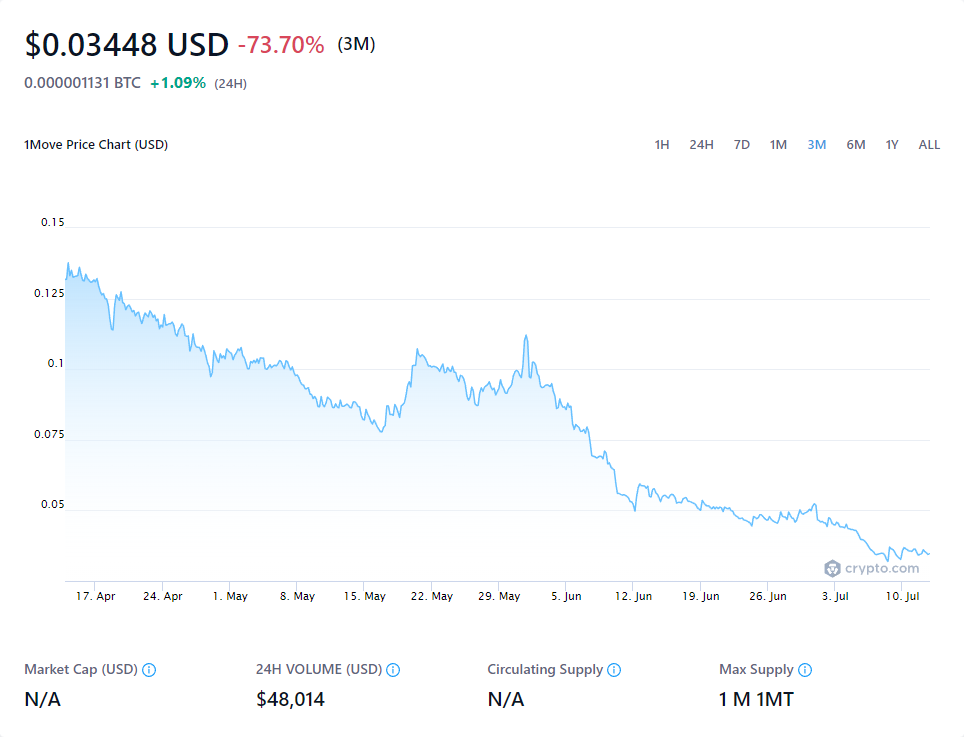 $0.03448 USD -73.70% (3M)
0.000001131 BTC +1.09% (24H)
1Move Price Chart (USD) 1H 24H 7D 1M 3M 6M 1Y ALL
0.15
0.125
0.1
0.075
0.05
crypto.com
17. Apr 24. Apr 1. May 8. May 15. May 22. May 29. May 5. Jun 12. Jun 19. Jun 26. Jun 3. Jul 10. Jul
Market Cap (USD) 24H VOLUME (USD) Circulating Supply Max Supply
N/A $48,014 N/A 1 M 1MT